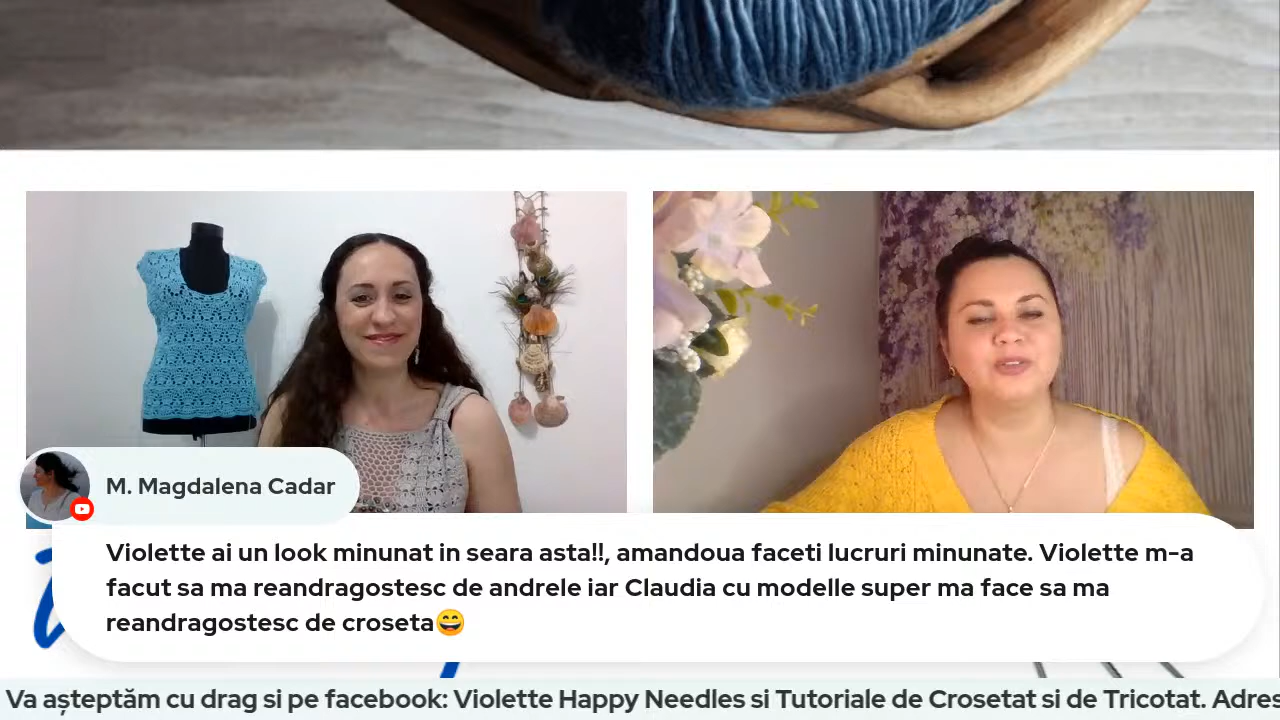 M. Magdalena Cadar
Violette ai un look minunat in seara asta!!, amandoua faceti lucruri minunate. Violette m-a
facut sa ma reandragostesc de andrele iar Claudia cu modelle super ma face sa ma
reandragostesc de croseta😄
Va așteptăm cu drag si pe facebook: Violette Happy Needles si Tutoriale de Crosetat si de Tricotat. Adres